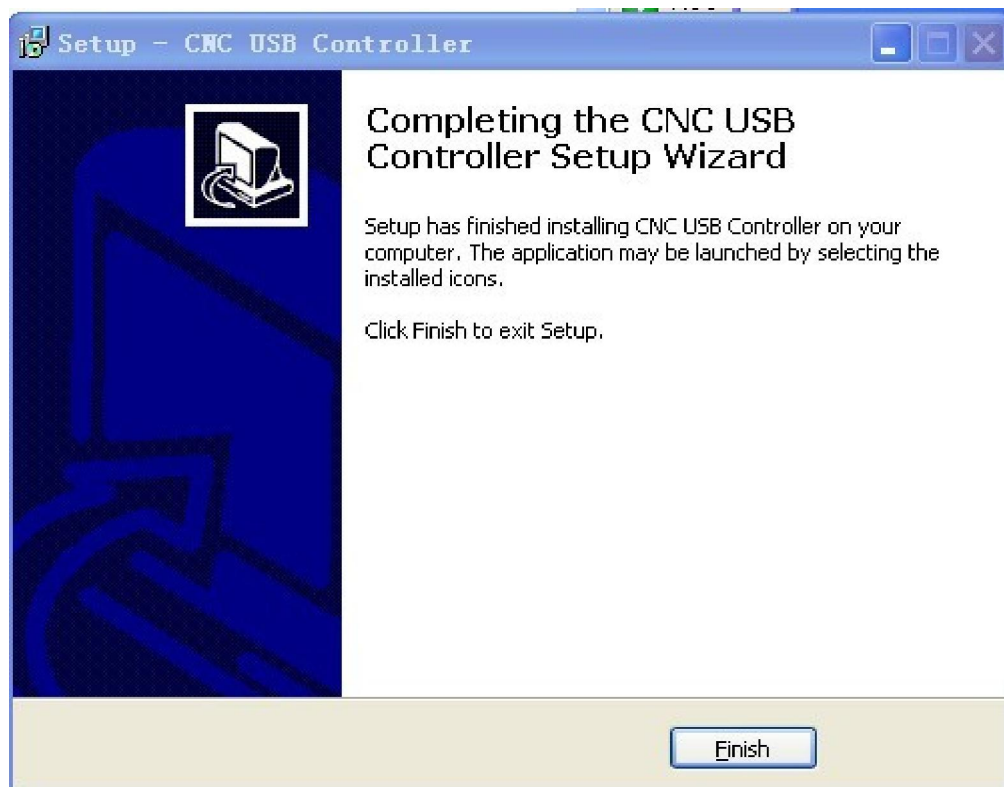 Setup - CNC USB Controller
Completing the CNC USB
Controller Setup Wizard
Setup has finished installing CNC USB Controller on your
computer. The application may be launched by selecting the
installed icons.
Click Finish to exit Setup.
Finish